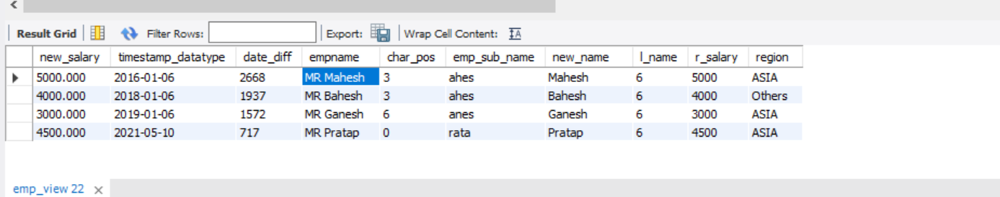 Result Grid Filter Rows: Export: Wrap Cell Content: IA
new_salary timestamp_datatype date_diff empname char_pos emp_sub_name new_name l_name r_salary region
5000.000 2016-01-06 2668 MR Mahesh 3 ahes Mahesh 6 5000 ASIA
4000.000 2018-01-06 1937 MR Bahesh 3 ahes Bahesh 6 4000 Others
3000.000 2019-01-06 1572 MR Ganesh 6 anes Ganesh 6 3000 ASIA
4500.000 2021-05-10 717 MR Pratap 0 rata Pratap 6 4500 ASIA
emp_view 22